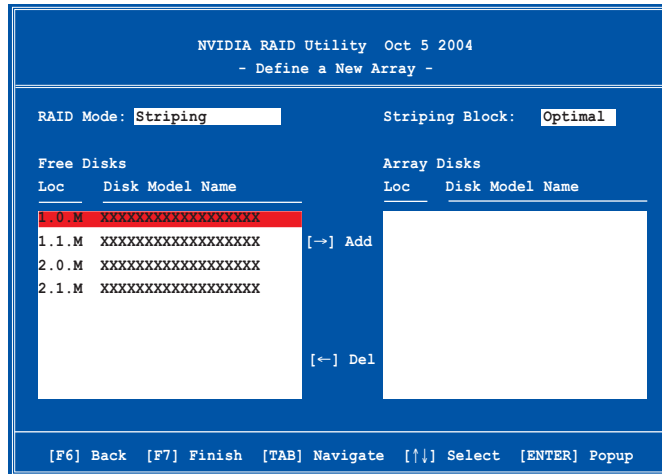 NVIDIA RAID Utility  Oct 5 2004
- Define a New Array -
RAID Mode: Striping    Striping Block: Optimal
Free Disks    Array Disks
Loc    Disk Model Name    Loc    Disk Model Name
1.0.M XXXXXXXXXXXXXXXXXX
1.1.M XXXXXXXXXXXXXXXXXX    [→] Add
2.0.M XXXXXXXXXXXXXXXXXX
2.1.M XXXXXXXXXXXXXXXXXX
[←] Del
[F6] Back  [F7] Finish  [TAB] Navigate  [↑↓] Select  [ENTER] Popup